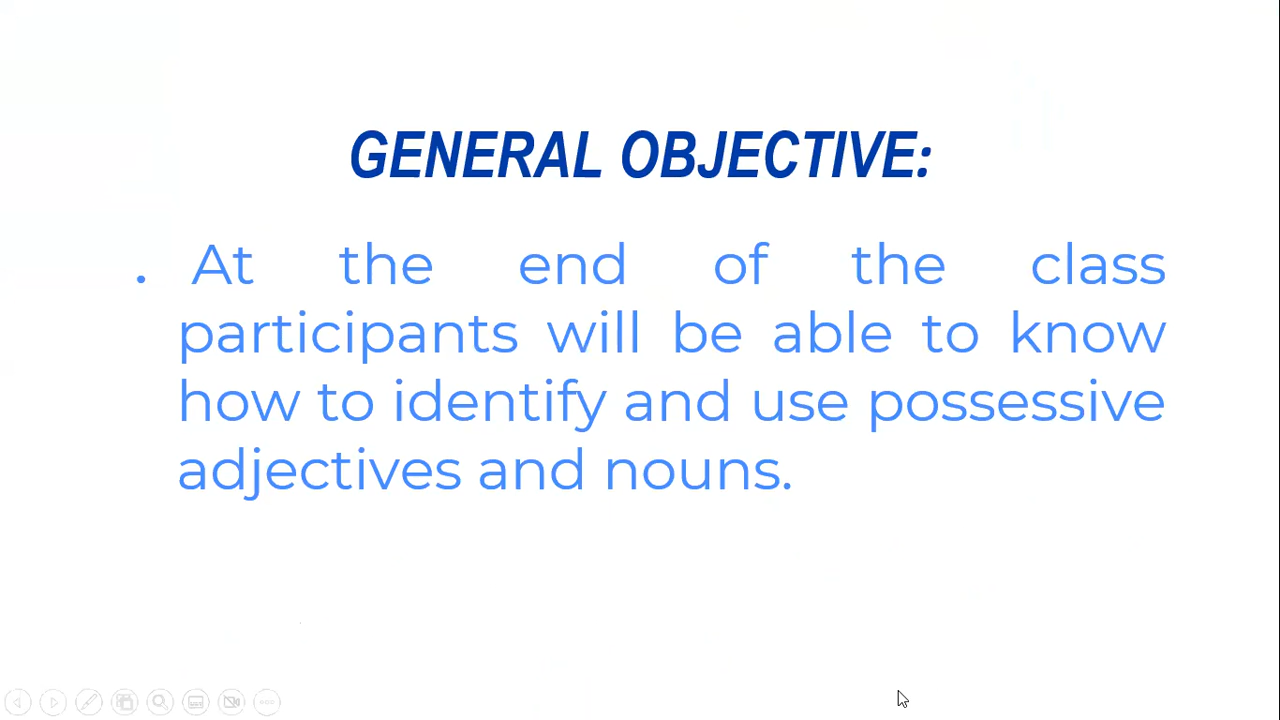 GENERAL OBJECTIVE:
. At the end of the class
participants will be able to know
how to identify and use possessive
adjectives and nouns.